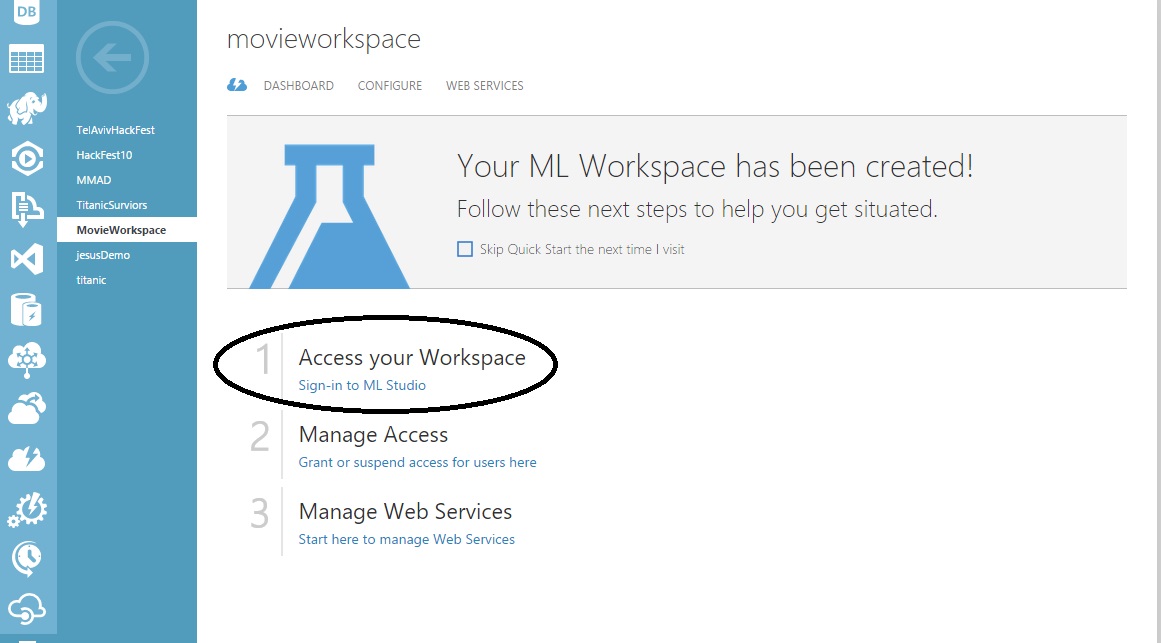 DB
TelAvivHackFest
HackFest10
MMAD
TitanicSurviors
MovieWorkspace
jesusDemo
titanic
movieworkspace
DASHBOARD CONFIGURE WEB SERVICES
Your ML Workspace has been created!
Follow these next steps to help you get situated.
Skip Quick Start the next time I visit
1 Access your Workspace
Sign-in to ML Studio
2 Manage Access
Grant or suspend access for users here
3 Manage Web Services
Start here to manage Web Services